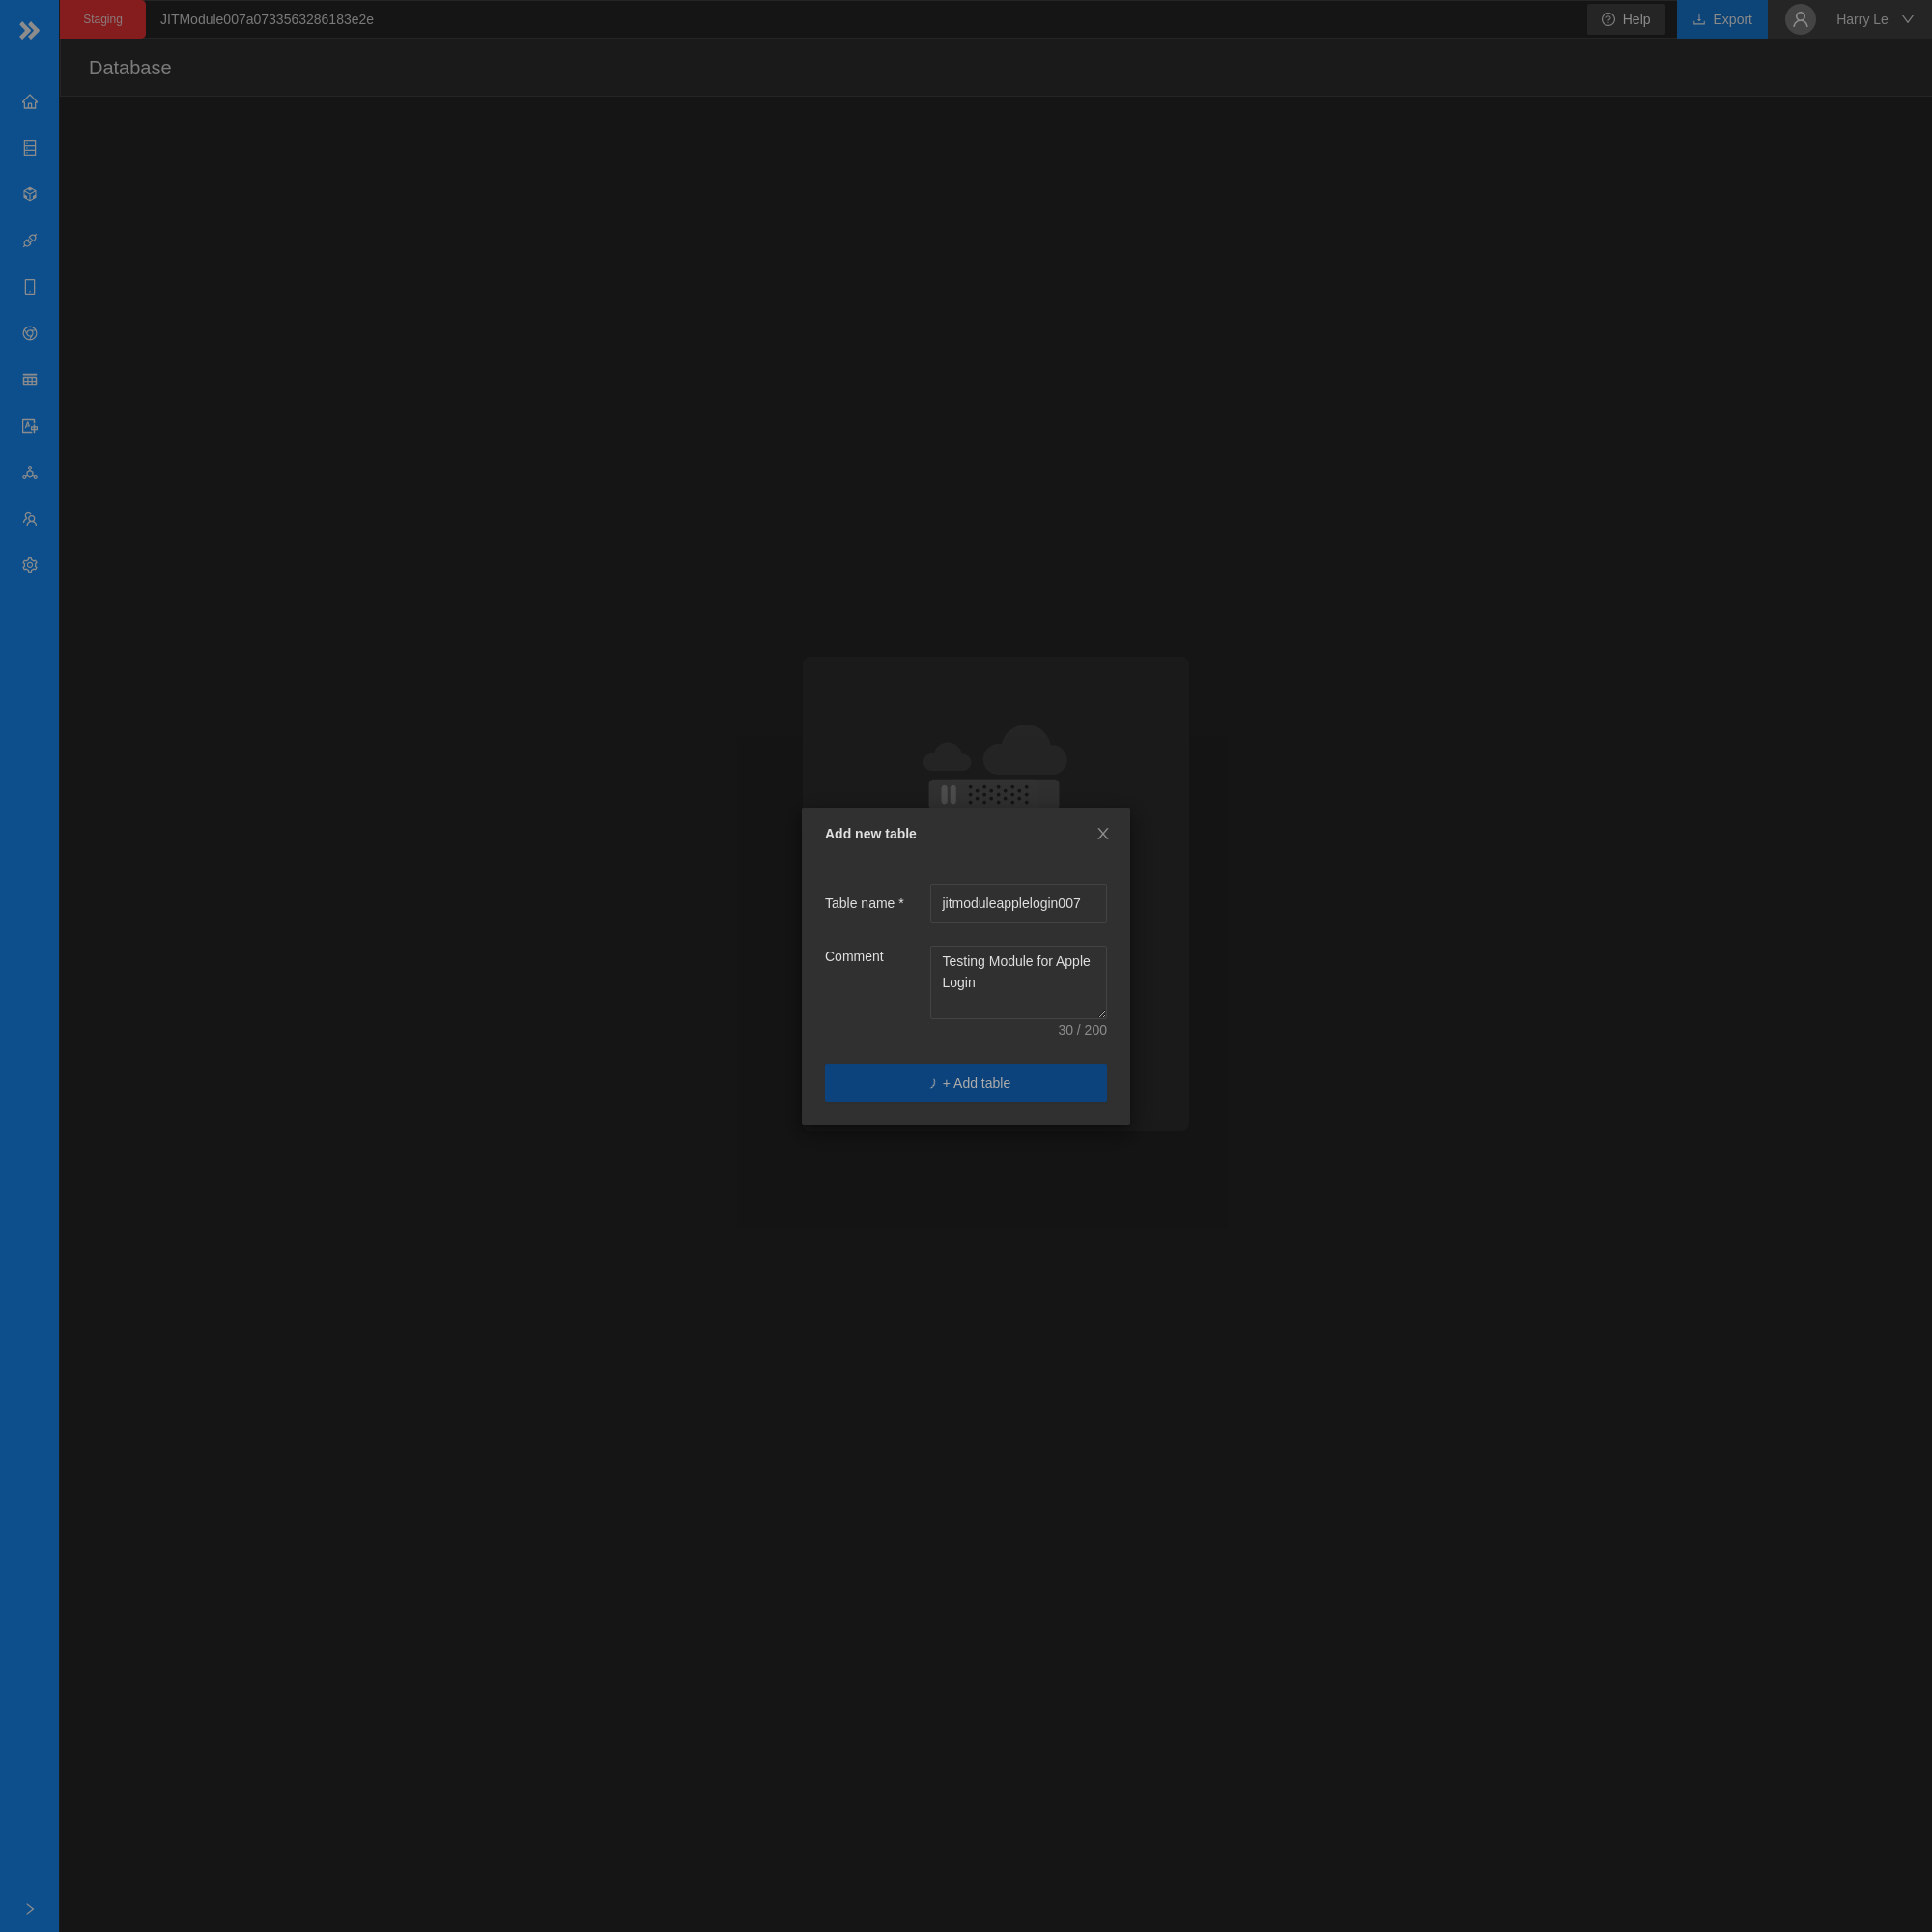 Staging
JITModule007a0733563286183e2e
Help
Export
Harry Le
Database
Add new table
Table name *
jitmoduleapplelogin007
Comment
Testing Module for Apple
Login
30 / 200
+ Add table